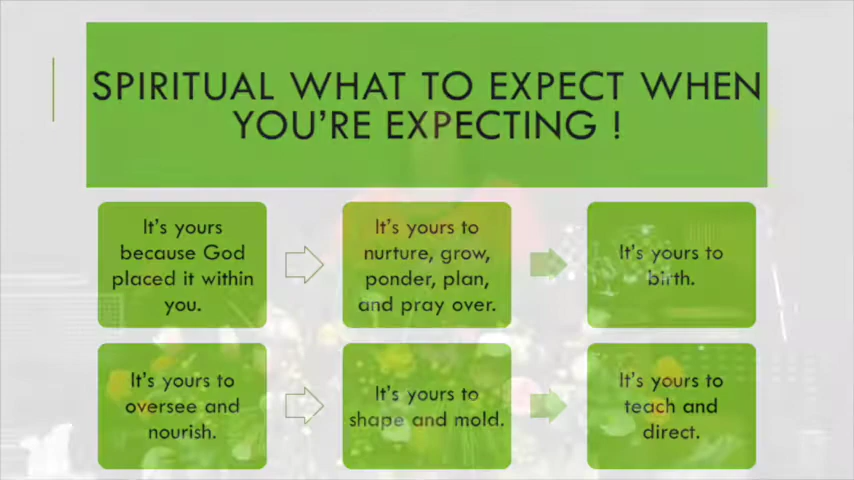 SPIRITUAL WHAT TO EXPECT WHEN
YOU'RE EXPECTING !
It's yours
because God
placed it within
you.
It's yours to
nurture, grow,
ponder, plan,
and pray over.
It's yours to
birth.
It's yours to
oversee and
nourish.
It's yours to
shape and mold.
It's yours to
teach and
direct.